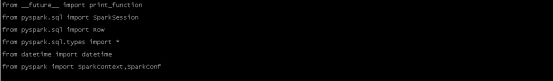 from __future__ import print_function
from pyspark.sql import SparkSession
from pyspark.sql import Row
from pyspark.sql.types import *
from datetime import datetime
from pyspark import SparkContext,SparkConf